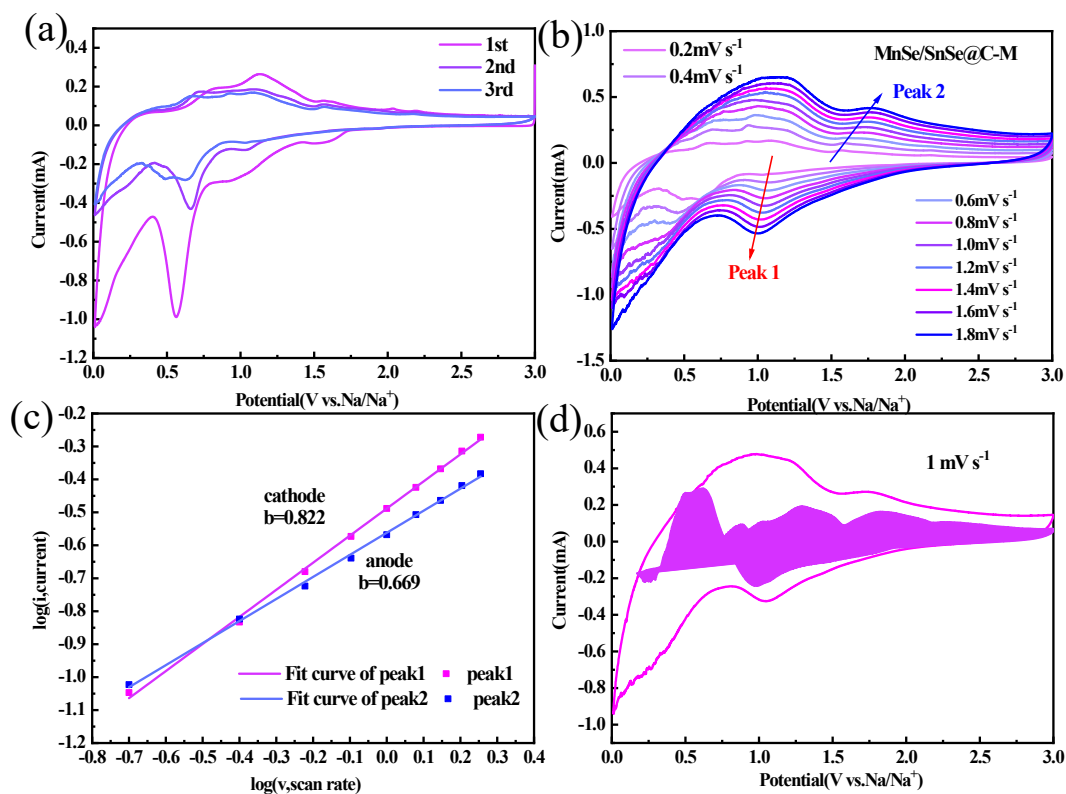 (a)
1st
2nd
3rd
0.4
0.2
0.0
-0.2
-0.4
-0.6
-0.8
-1.0
-1.2
Current(mA)
0.0 0.5 1.0 1.5 2.0 2.5 3.0
Potential(V vs.Na/Na+)
(b)
0.2mV s-1
0.4mV s-1
MnSe/SnSe@C-M
Peak 2
Peak 1
0.6mV s-1
0.8mV s-1
1.0mV s-1
1.2mV s-1
1.4mV s-1
1.6mV s-1
1.8mV s-1
1.0
0.5
0.0
-0.5
-1.0
-1.5
Current(mA)
0.0 0.5 1.0 1.5 2.0 2.5 3.0
Potential(V vs.Na/Na+)
(c)
-0.2
-0.3
-0.4
-0.5
-0.6
-0.7
-0.8
-0.9
-1.0
-1.1
-1.2
log(i,current)
cathode
b=0.822
anode
b=0.669
Fit curve of peak1 peak1
Fit curve of peak2 peak2
-0.8 -0.7 -0.6 -0.5 -0.4 -0.3 -0.2 -0.1 0.0 0.1 0.2 0.3 0.4
log(v,scan rate)
(d)
1 mV s-1
0.6
0.4
0.2
0.0
-0.2
-0.4
-0.6
-0.8
-1.0
Current(mA)
0.0 0.5 1.0 1.5 2.0 2.5 3.0
Potential(V vs.Na/Na+)